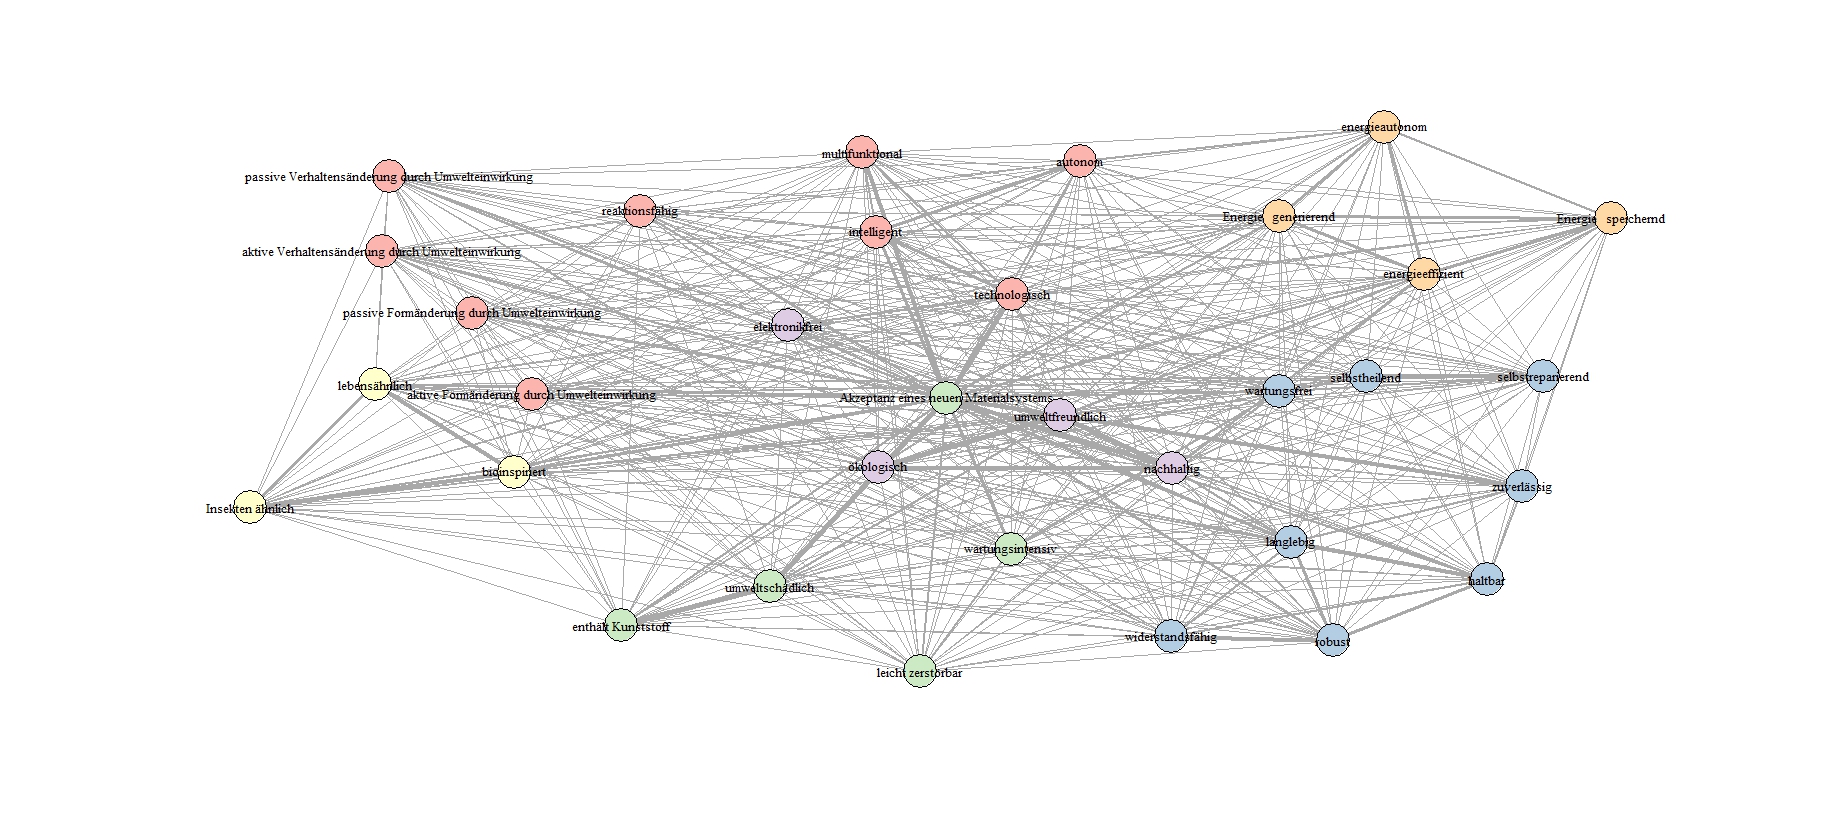 energieautonom
multifunktional
autonom
passive Verhaltensänderung durch Umwelteinwirkung
reaktionsfähig
Energie generierend
Energie speichernd
intelligent
aktive Verhaltensänderung durch Umwelteinwirkung
energieeffizient
technologisch
passive Formänderung durch Umwelteinwirkung
elektronikfrei
selbstheilend
selbstreparierend
lebensähnlich
wartungsfrei
aktive Formänderung durch Umwelteinwirkung
Akzeptanz eines neuen Materialsystems
umweltfreundlich
ökologisch
nachhaltig
bioinspiriert
zuverlässig
Insekten ähnlich
langlebig
wartungsintensiv
haltbar
umweltschädlich
enthält Kunststoff
widerstandsfähig
robust
leicht zerstörbar